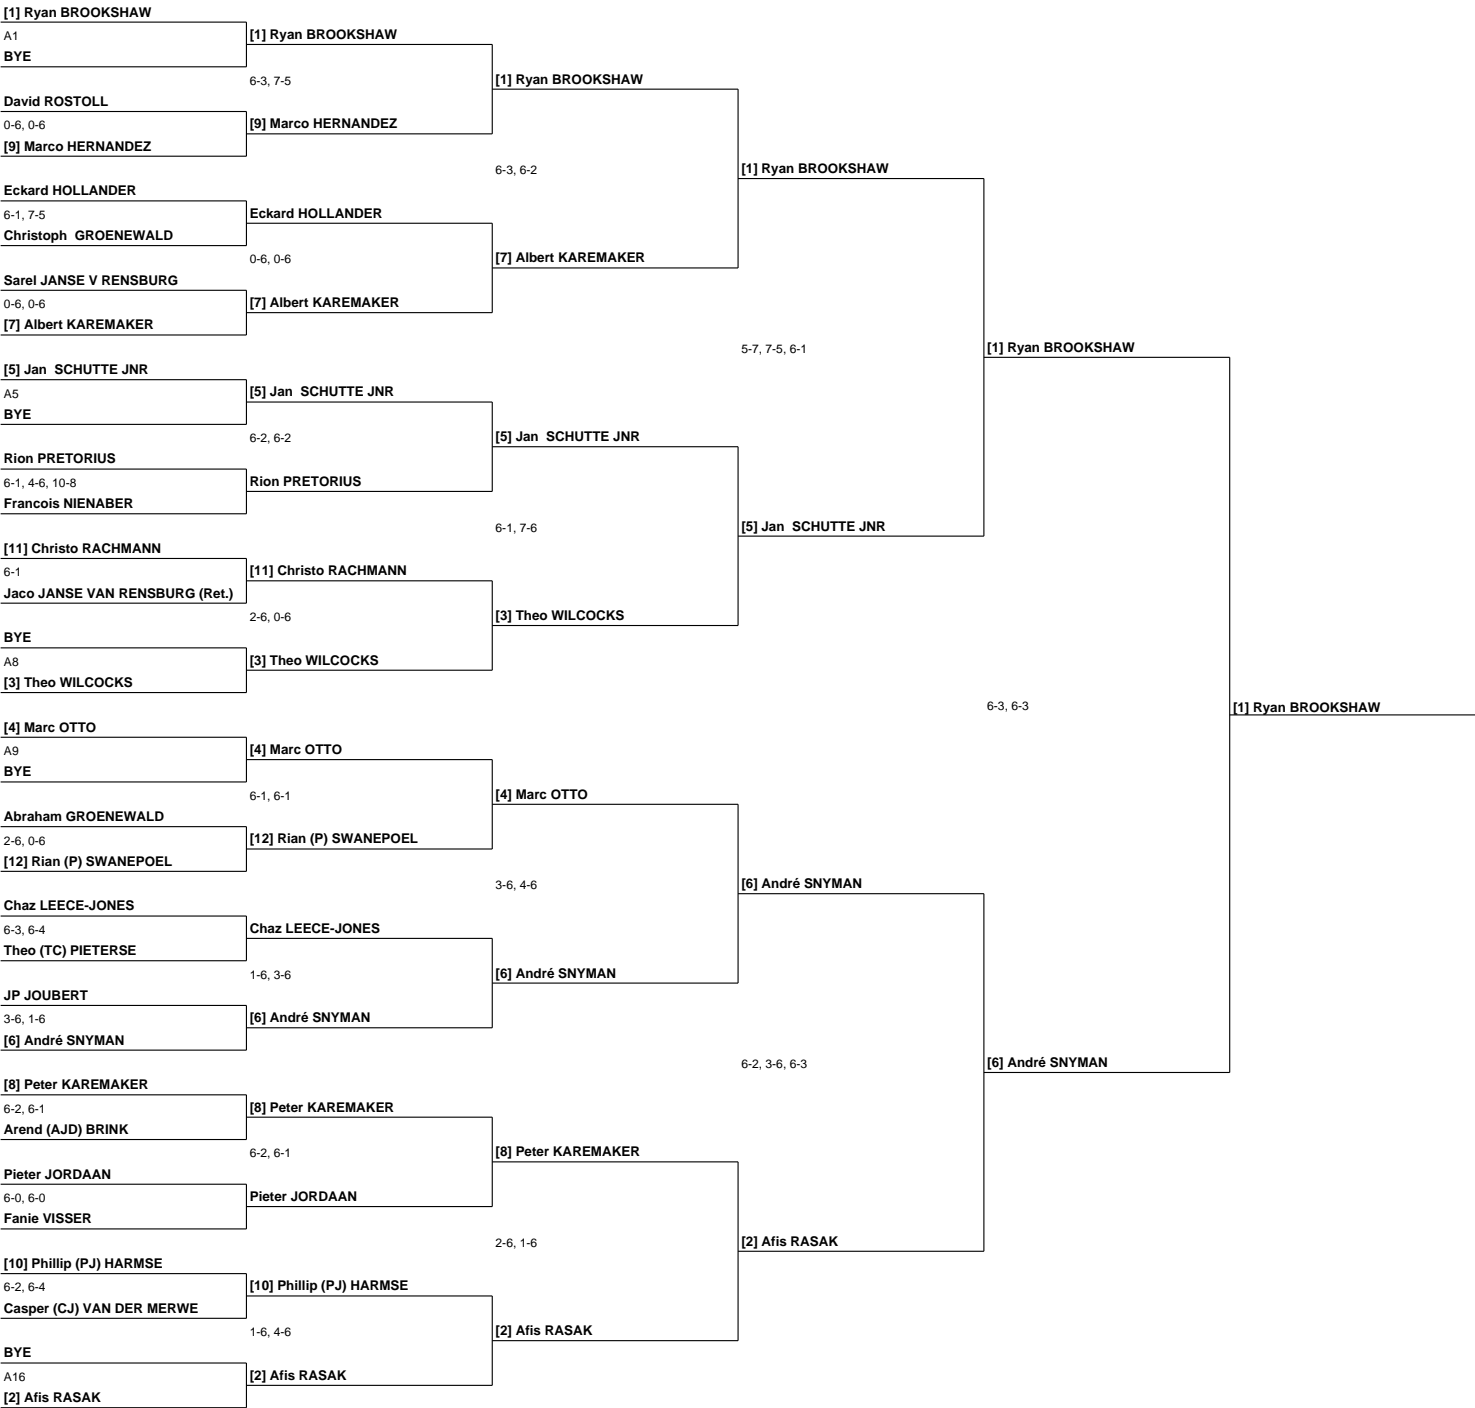 [1] Ryan BROOKSHAW
A1
BYE
David ROSTOLL
0-6, 0-6
[9] Marco HERNANDEZ
Eckard HOLLANDER
6-1, 7-5
Christoph  GROENEWALD
Sarel JANSE V RENSBURG
0-6, 0-6
[7] Albert KAREMAKER
[5] Jan  SCHUTTE JNR
A5
BYE
Rion PRETORIUS
6-1, 4-6, 10-8
Francois NIENABER
[11] Christo RACHMANN
6-1
Jaco JANSE VAN RENSBURG (Ret.)
BYE
A8
[3] Theo WILCOCKS
[4] Marc OTTO
A9
BYE
Abraham GROENEWALD
2-6, 0-6
[12] Rian (P) SWANEPOEL
Chaz LEECE-JONES
6-3, 6-4
Theo (TC) PIETERSE
JP JOUBERT
3-6, 1-6
[6] André SNYMAN
[8] Peter KAREMAKER
6-2, 6-1
Arend (AJD) BRINK
Pieter JORDAAN
6-0, 6-0
Fanie VISSER
[10] Phillip (PJ) HARMSE
6-2, 6-4
Casper (CJ) VAN DER MERWE
BYE
A16
[2] Afis RASAK
[1] Ryan BROOKSHAW
6-3, 7-5
[9] Marco HERNANDEZ
Eckard HOLLANDER
0-6, 0-6
[7] Albert KAREMAKER
[5] Jan  SCHUTTE JNR
6-2, 6-2
Rion PRETORIUS
[11] Christo RACHMANN
2-6, 0-6
[3] Theo WILCOCKS
[4] Marc OTTO
6-1, 6-1
[12] Rian (P) SWANEPOEL
Chaz LEECE-JONES
1-6, 3-6
[6] André SNYMAN
[8] Peter KAREMAKER
6-2, 6-1
Pieter JORDAAN
[10] Phillip (PJ) HARMSE
1-6, 4-6
[2] Afis RASAK
[1] Ryan BROOKSHAW
6-3, 6-2
[7] Albert KAREMAKER
[5] Jan  SCHUTTE JNR
6-1, 7-6
[3] Theo WILCOCKS
[4] Marc OTTO
3-6, 4-6
[6] André SNYMAN
[8] Peter KAREMAKER
2-6, 1-6
[2] Afis RASAK
[1] Ryan BROOKSHAW
5-7, 7-5, 6-1
[5] Jan  SCHUTTE JNR
[6] André SNYMAN
6-2, 3-6, 6-3
[2] Afis RASAK
[1] Ryan BROOKSHAW
6-3, 6-3
[6] André SNYMAN
[1] Ryan BROOKSHAW